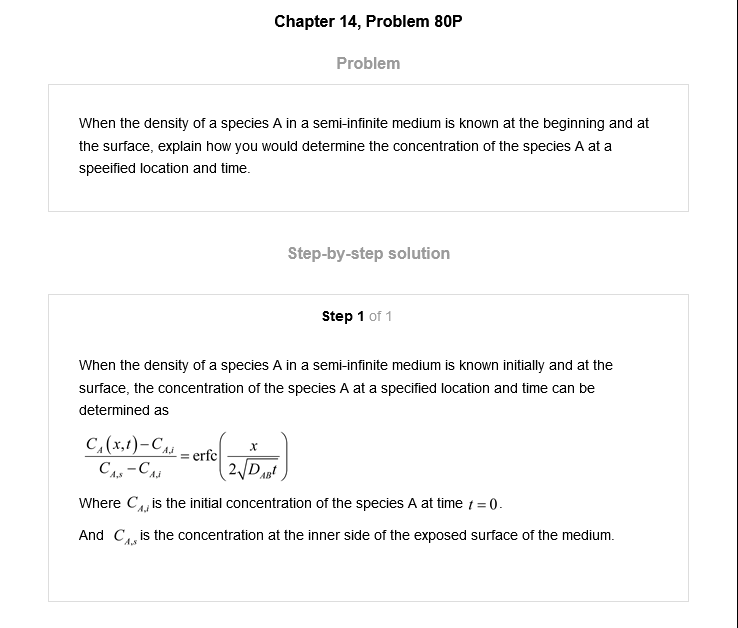 Chapter 14, Problem 80P
Problem
When the density of a species A in a semi-infinite medium is known at the beginning and at
the surface, explain how you would determine the concentration of the species A at a
speeified location and time.
Step-by-step solution
Step 1 of 1
When the density of a species A in a semi-infinite medium is known initially and at the
surface, the concentration of the species A at a specified location and time can be
determined as
\frac{C_A(x,t)-C_{A,i}}{C_{A,s}-C_{A,i}} = erfc\left(\frac{x}{2\sqrt{D_{AB}t}}\right)
Where C_{A,i} is the initial concentration of the species A at time t = 0.
And C_{A,s} is the concentration at the inner side of the exposed surface of the medium.